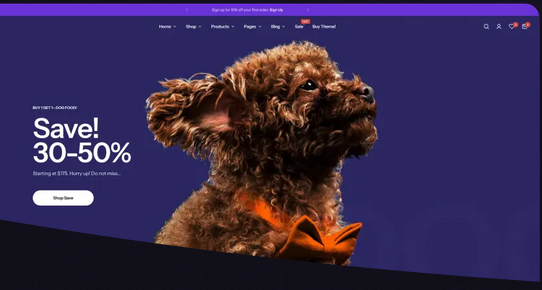 Sign up for 10% off your first order. Sign Up
Home Shop Products Pages Blog Sale HOT Buy Theme!
BUY 1 GET 1 - DOG FOOD!
Save!
30-50%
Starting at $175. Hurry up! Do not miss...
Shop Save